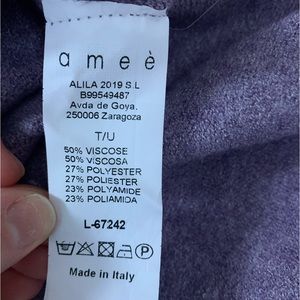 ameè
ALILA 2019 S.L
B99549487
Avda de Goya,
250006 Zaragoza
T/U
50% VISCOSE
50% VISCOSA
27% POLYESTER
27% POLIESTER
23% POLYAMIDE
23% POLIAMIDA
L-67242
P
Made in Italy